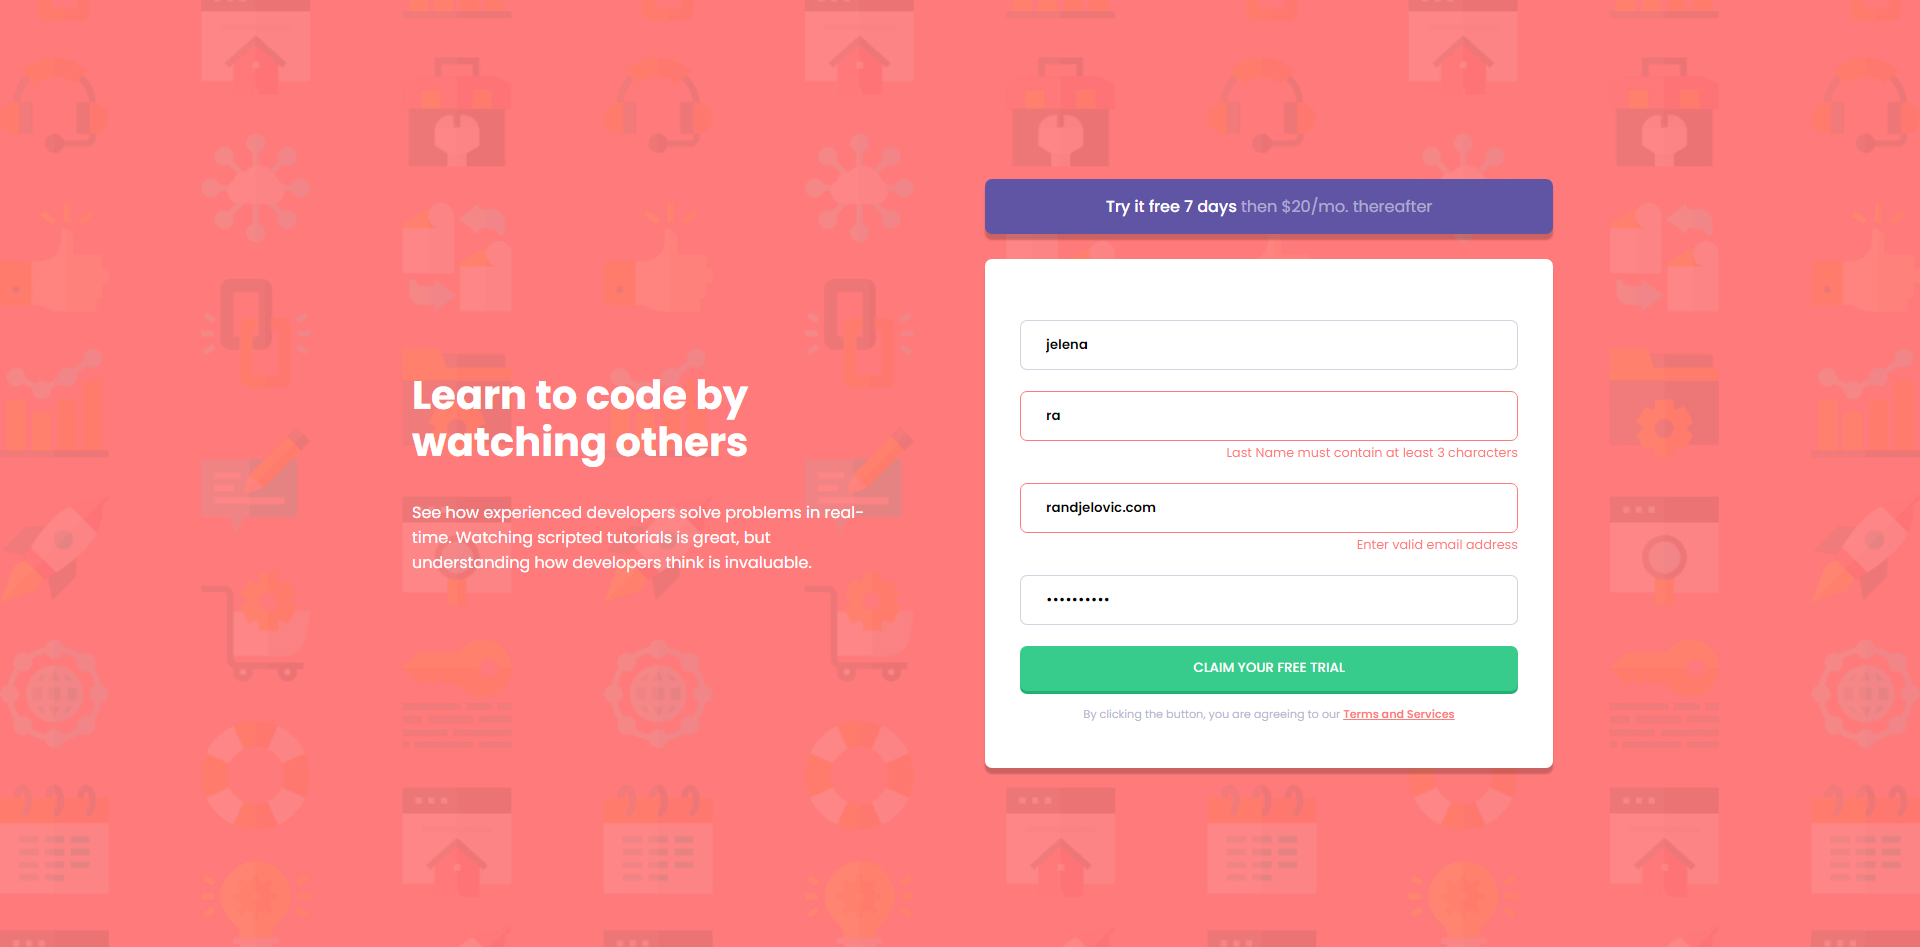 Learn to code by
watching others
See how experienced developers solve problems in real-
time. Watching scripted tutorials is great, but
understanding how developers think is invaluable.
Try it free 7 days then $20/mo. thereafter
jelena
ra
Last Name must contain at least 3 characters
randjelovic.com
Enter valid email address
••••••••••
CLAIM YOUR FREE TRIAL
By clicking the button, you are agreeing to our Terms and Services